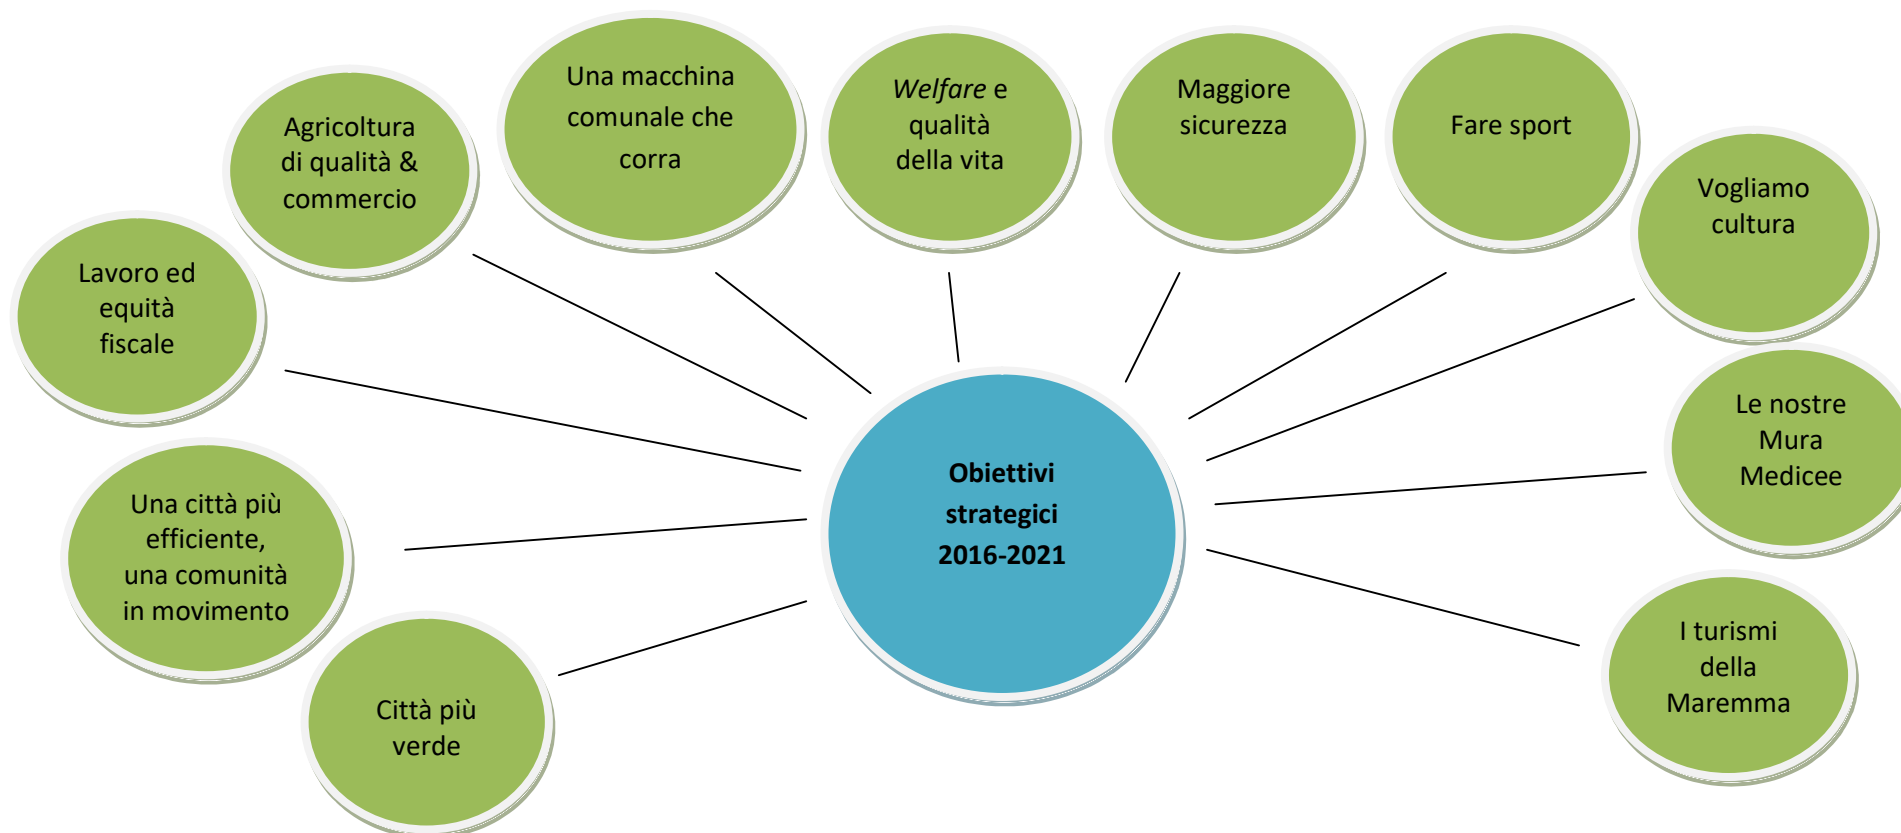 Una macchina
comunale che
corra
Welfare e
qualità
della vita
Maggiore
sicurezza
Fare sport
Agricoltura
di qualità &
commercio
Vogliamo
cultura
Lavoro ed
equità
fiscale
Le nostre
Mura
Medicee
Obiettivi
strategici
2016-2021
Una città più
efficiente,
una comunità
in movimento
I turismi
della
Maremma
Città più
verde